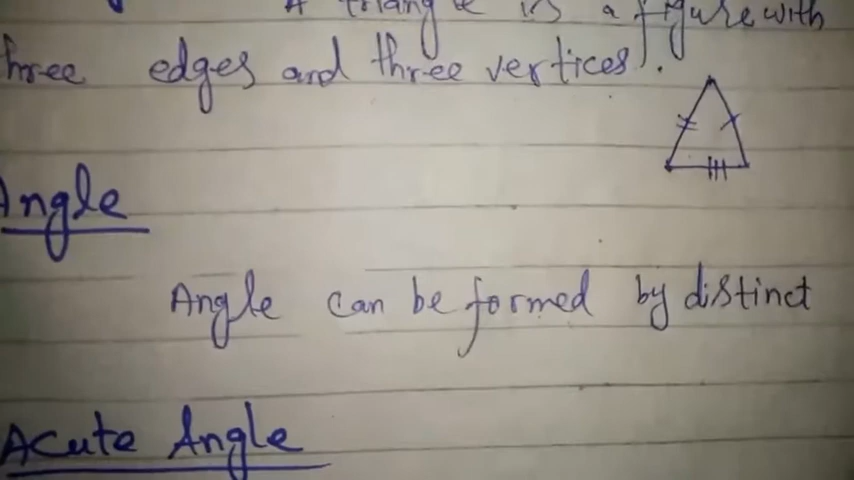 A triangle is a figure with
three edges and three vertices.
Angle
Angle can be formed by distinct
Acute Angle